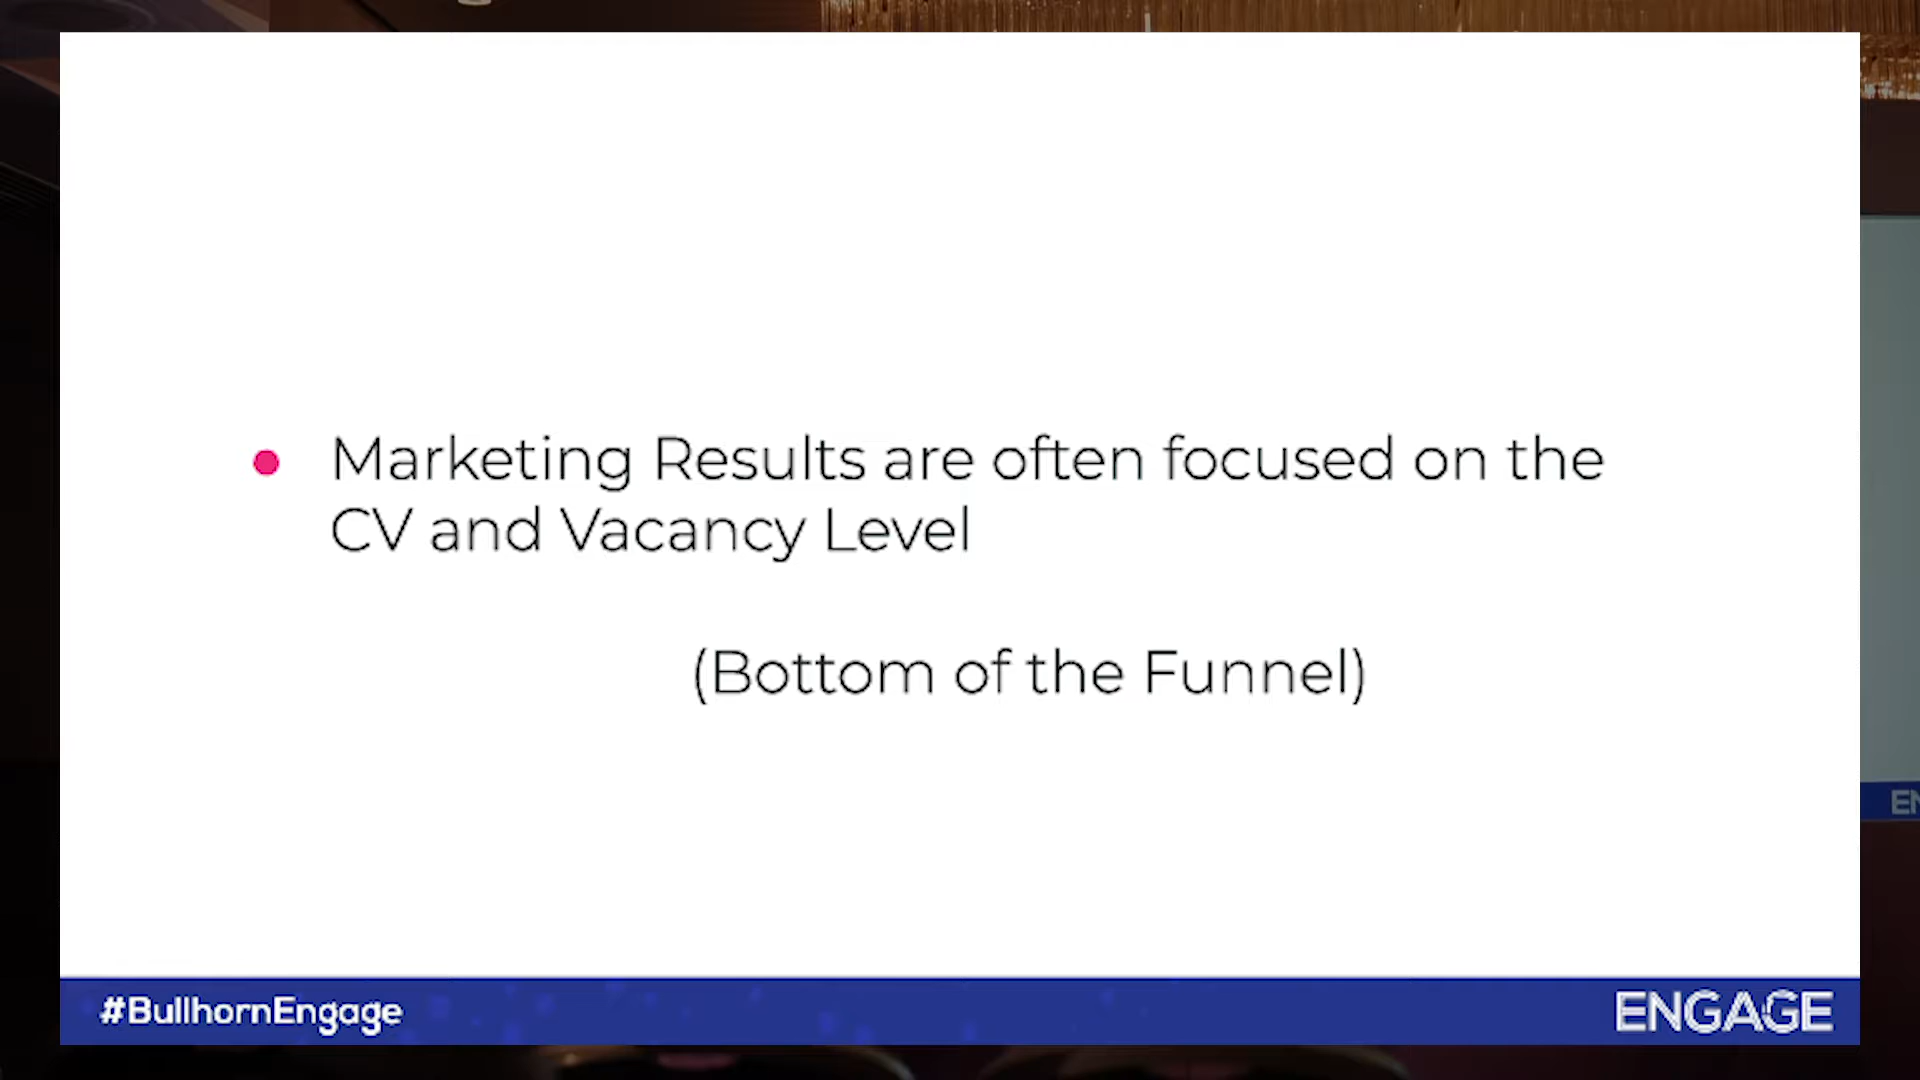 Marketing Results are often focused on the
CV and Vacancy Level
(Bottom of the Funnel)
#BullhornEngage
ENGAGE